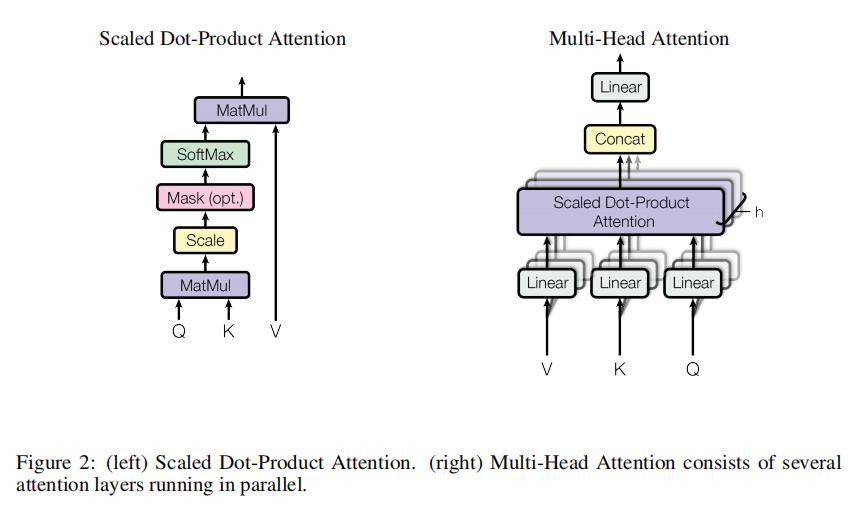 Scaled Dot-Product Attention
MatMul
SoftMax
Mask (opt.)
Scale
MatMul
Q K V
Multi-Head Attention
Linear
Concat
Scaled Dot-Product
Attention
h
Linear Linear Linear
V K Q
Figure 2: (left) Scaled Dot-Product Attention. (right) Multi-Head Attention consists of several
attention layers running in parallel.